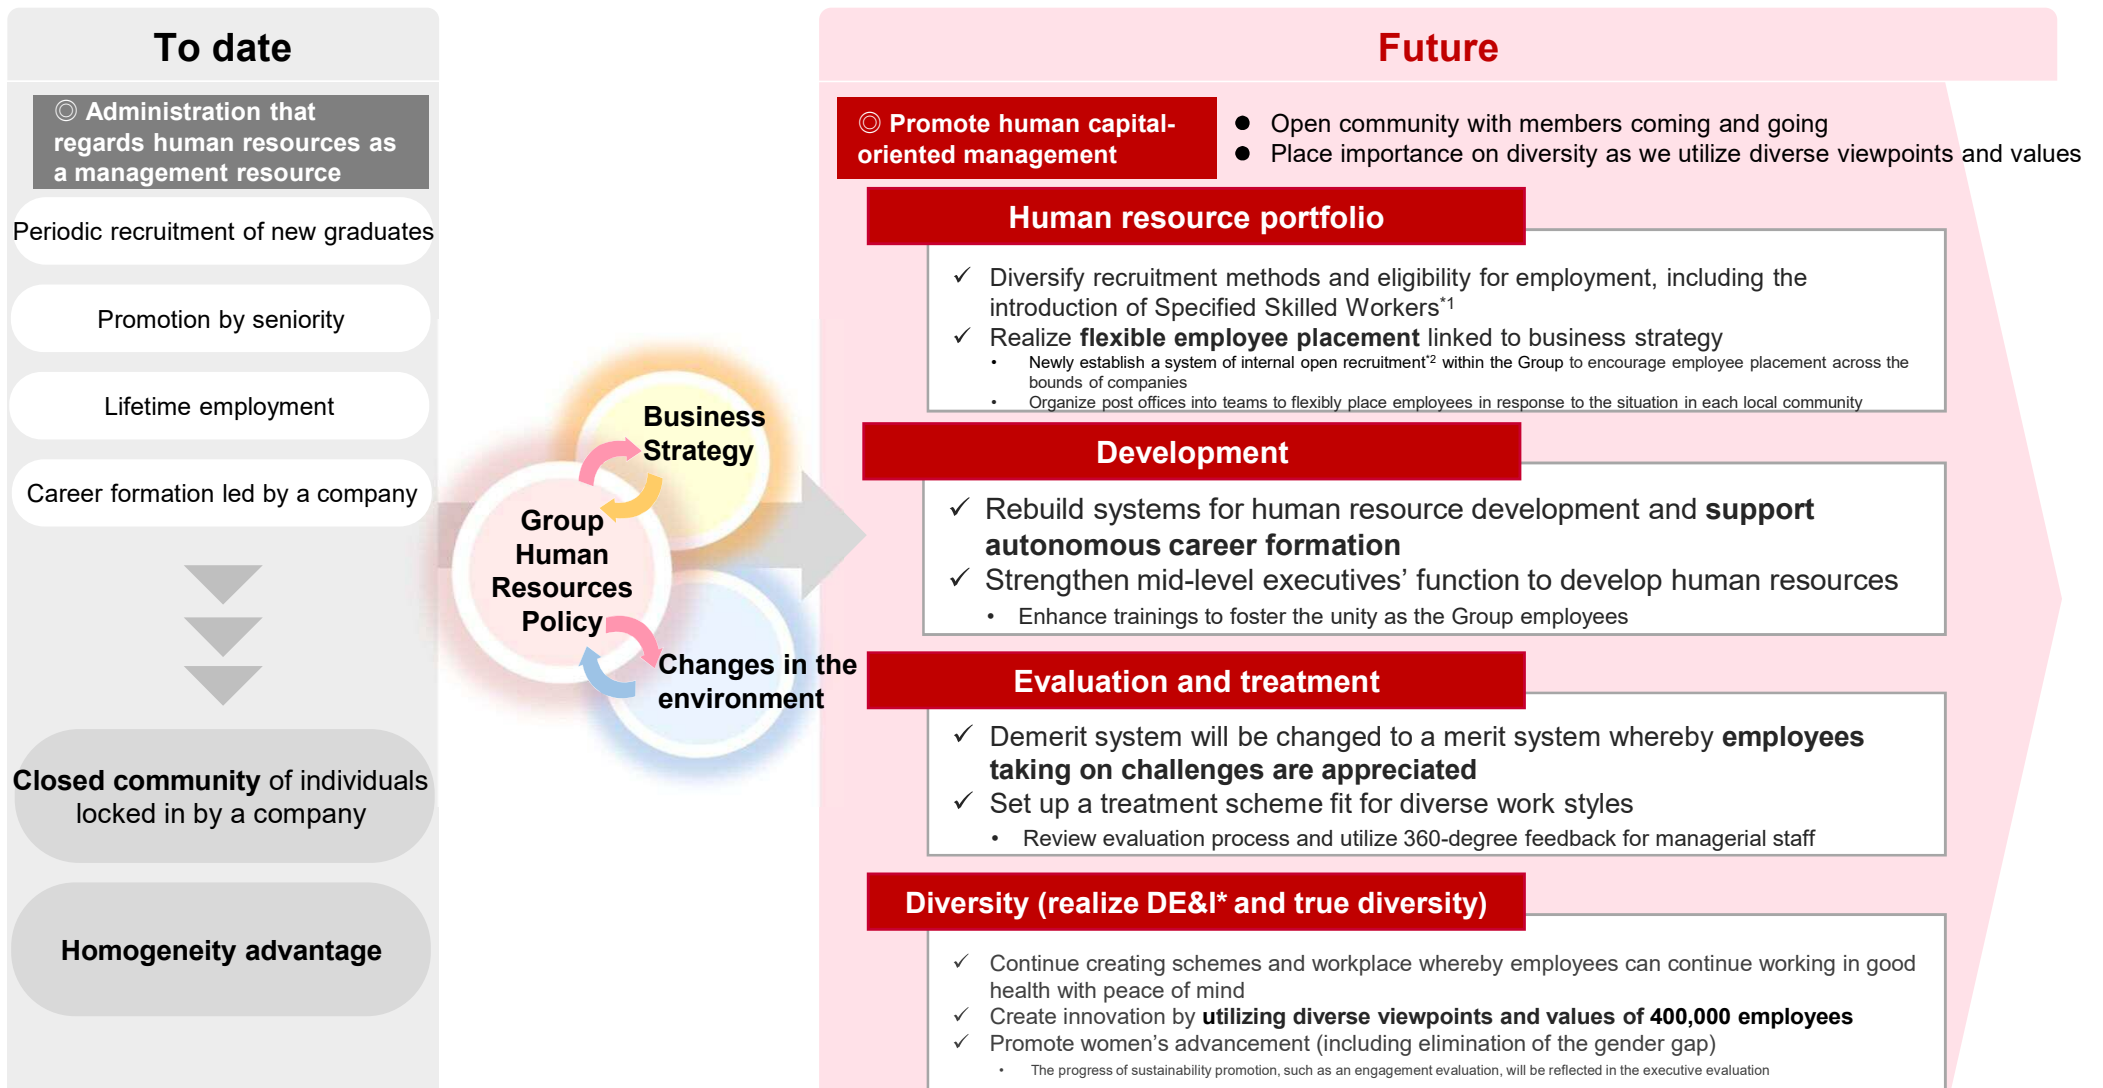 To date
◎ Administration that
regards human resources as
a management resource
Periodic recruitment of new graduates
Promotion by seniority
Lifetime employment
Career formation led by a company
Closed community of individuals
locked in by a company
Homogeneity advantage
Business
Strategy
Group
Human
Resources
Policy
Changes in the
environment
Future
◎ Promote human capital-
oriented management
● Open community with members coming and going
● Place importance on diversity as we utilize diverse viewpoints and values
Human resource portfolio
✓ Diversify recruitment methods and eligibility for employment, including the
introduction of Specified Skilled Workers*1
✓ Realize flexible employee placement linked to business strategy
• Newly establish a system of internal open recruitment*2 within the Group to encourage employee placement across the
bounds of companies
• Organize post offices into teams to flexibly place employees in response to the situation in each local community
Development
✓ Rebuild systems for human resource development and support
autonomous career formation
✓ Strengthen mid-level executives’ function to develop human resources
• Enhance trainings to foster the unity as the Group employees
Evaluation and treatment
✓ Demerit system will be changed to a merit system whereby employees
taking on challenges are appreciated
✓ Set up a treatment scheme fit for diverse work styles
• Review evaluation process and utilize 360-degree feedback for managerial staff
Diversity (realize DE&I* and true diversity)
✓ Continue creating schemes and workplace whereby employees can continue working in good
health with peace of mind
✓ Create innovation by utilizing diverse viewpoints and values of 400,000 employees
✓ Promote women’s advancement (including elimination of the gender gap)
• The progress of sustainability promotion, such as an engagement evaluation, will be reflected in the executive evaluation